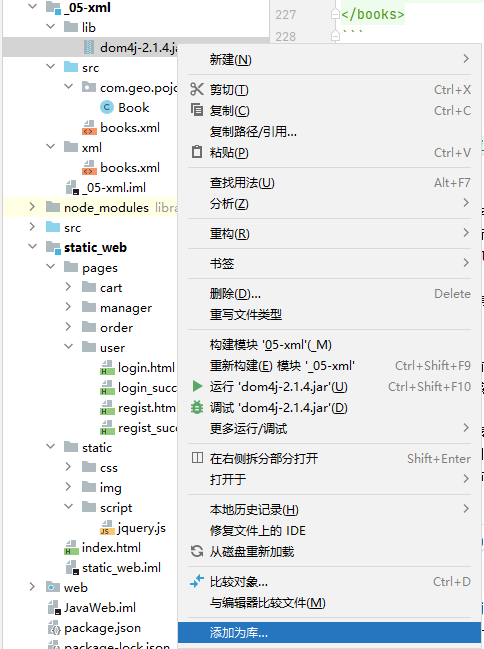 _05-xml
lib
dom4j-2.1.4.ja
src
com.geo.pojo
Book
books.xml
xml
books.xml
_05-xml.iml
node_modules libra
src
static_web
pages
cart
manager
order
user
login.html
login_succ
regist.htm
regist_succ
static
css
img
script
jquery.js
index.html
static_web.iml
web
JavaWeb.iml
package.json
package-lock.json
227 </books>
228 ```
新建(N)
剪切(T) Ctrl+X
复制(C) Ctrl+C
复制路径/引用...
粘贴(P) Ctrl+V
查找用法(U) Alt+F7
分析(Z)
重构(R)
书签
删除(D)... Delete
重写文件类型
构建模块 '05-xml'(_M)
重新构建(E) 模块 '_05-xml' Ctrl+Shift+F9
运行 'dom4j-2.1.4.jar'(U) Ctrl+Shift+F10
调试 'dom4j-2.1.4.jar'(D)
更多运行/调试
在右侧拆分部分打开 Shift+Enter
打开于
本地历史记录(H)
修复文件上的 IDE
从磁盘重新加载
比较对象... Ctrl+D
与编辑器比较文件(M)
添加为库...